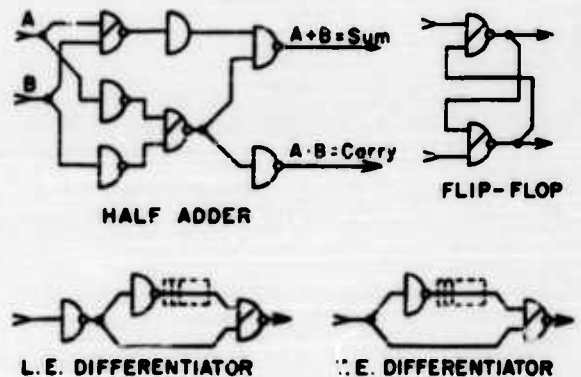 A
B
A+B=Sum
A·B=Carry
HALF ADDER
FLIP-FLOP
L.E. DIFFERENTIATOR
.E. DIFFERENTIATOR